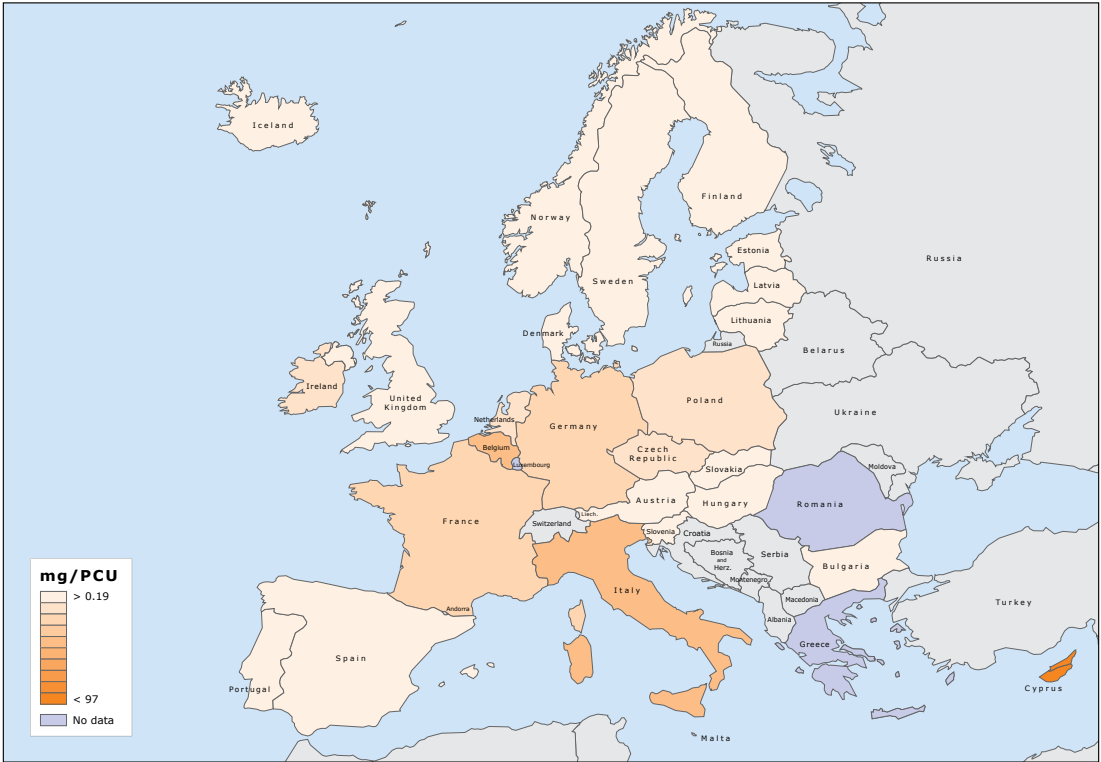 Iceland
Norway
Finland
Sweden
Estonia
Latvia
Lithuania
Russia
Russia
Denmark
Belarus
Ireland
United
Kingdom
Netherlands
Poland
Germany
Ukraine
Belgium
Luxembourg
Czech
Republic
Slovakia
Moldova
Austria
Hungary
Romania
France
Liech.
Switzerland
Slovenia
Croatia
Bosnia
and
Herz.
Serbia
Bulgaria
Montenegro
Italy
Macedonia
Albania
Andorra
Turkey
Greece
Spain
Portugal
Cyprus
Malta
mg/PCU
> 0.19
< 97
No data